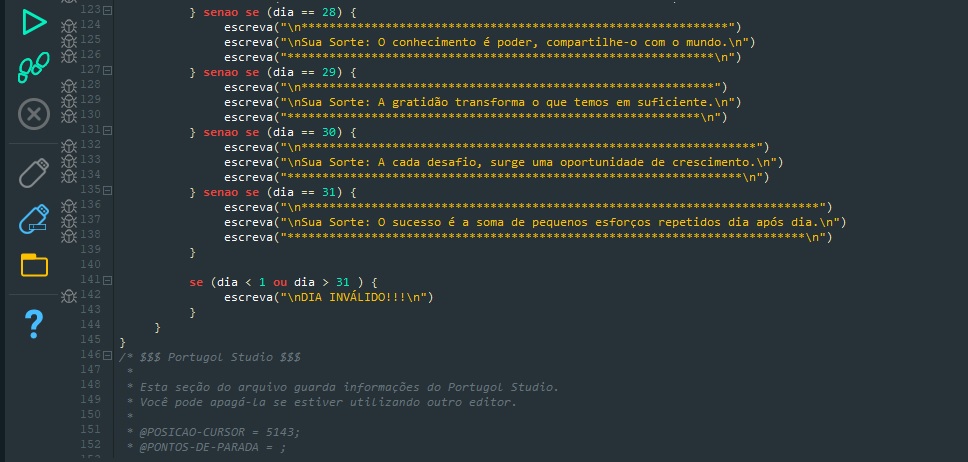 123 } senao se (dia == 28) {
124 escreva("\n*************************************************************")
125 escreva("\nSua Sorte: O conhecimento é poder, compartilhe-o com o mundo.\n")
126 escreva("*************************************************************\n")
127 } senao se (dia == 29) {
128 escreva("\n***********************************************************")
129 escreva("\nSua Sorte: A gratidão transforma o que temos em suficiente.\n")
130 escreva("***********************************************************\n")
131 } senao se (dia == 30) {
132 escreva("\n*****************************************************************")
133 escreva("\nSua Sorte: A cada desafio, surge uma oportunidade de crescimento.\n")
134 escreva("*****************************************************************\n")
135 } senao se (dia == 31) {
136 escreva("\n**************************************************************************")
137 escreva("\nSua Sorte: O sucesso é a soma de pequenos esforços repetidos dia após dia.\n")
138 escreva("**************************************************************************\n")
139 }
140
141 se (dia < 1 ou dia > 31 ) {
142 escreva("\nDIA INVÁLIDO!!!\n")
143 }
144 }
145 }
146 /* $$$ Portugol Studio $$$
147 *
148 * Esta seção do arquivo guarda informações do Portugol Studio.
149 * Você pode apagá-la se estiver utilizando outro editor.
150 *
151 * @POSICAO-CURSOR = 5143;
152 * @PONTOS-DE-PARADA = ;